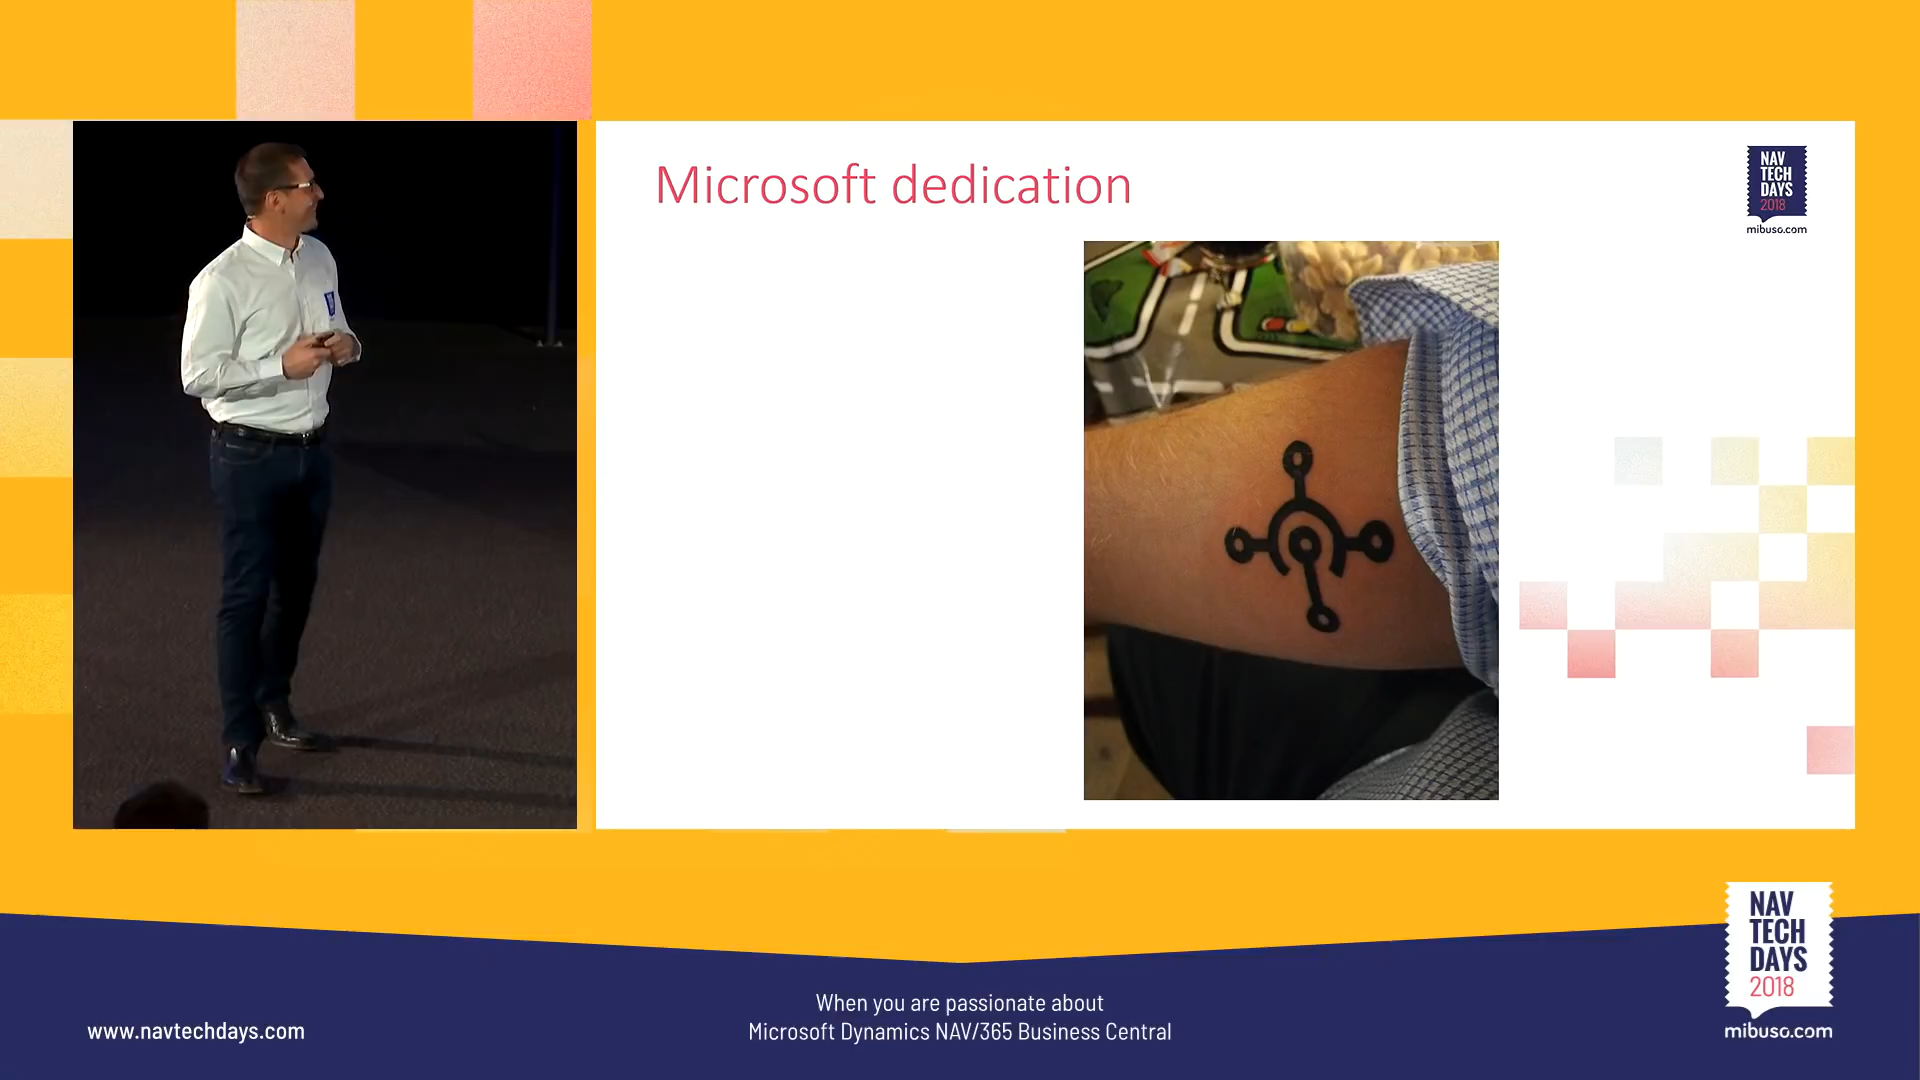 Microsoft dedication
NAV
TECH
DAYS
2018
mibuso.com
NAV
TECH
DAYS
2018
mibuso.com
When you are passionate about
Microsoft Dynamics NAV/365 Business Central
www.navtechdays.com